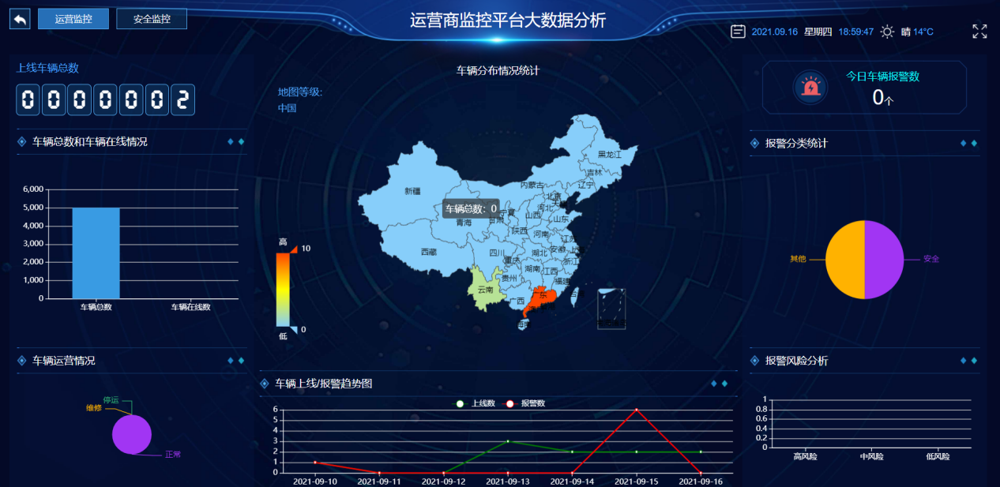 运营监控
安全监控
运营商监控平台大数据分析
2021.09.16 星期四 18:59:47 晴 14°C
上线车辆总数
0000002
车辆总数和车辆在线情况
6,000
5,000
4,000
3,000
2,000
1,000
0
车辆总数
车辆在线数
车辆运营情况
停运
维修
正常
车辆分布情况统计
地图等级:
中国
黑龙江
吉林
辽宁
内蒙古
新疆
北京
河北
宁夏
山西
山东
青海
陕西
河南
江苏
西藏
四川
重庆
湖北
安徽
浙江
湖南
江西
贵州
福建
云南
广西
广东
车辆总数: 0
高
10
0
低
车辆上线/报警趋势图
上线数
报警数
6
5
4
3
2
1
0
2021-09-10
2021-09-11
2021-09-12
2021-09-13
2021-09-14
2021-09-15
2021-09-16
今日车辆报警数
0个
报警分类统计
其他
安全
报警风险分析
1
0.8
0.6
0.4
0.2
0
高风险
中风险
低风险